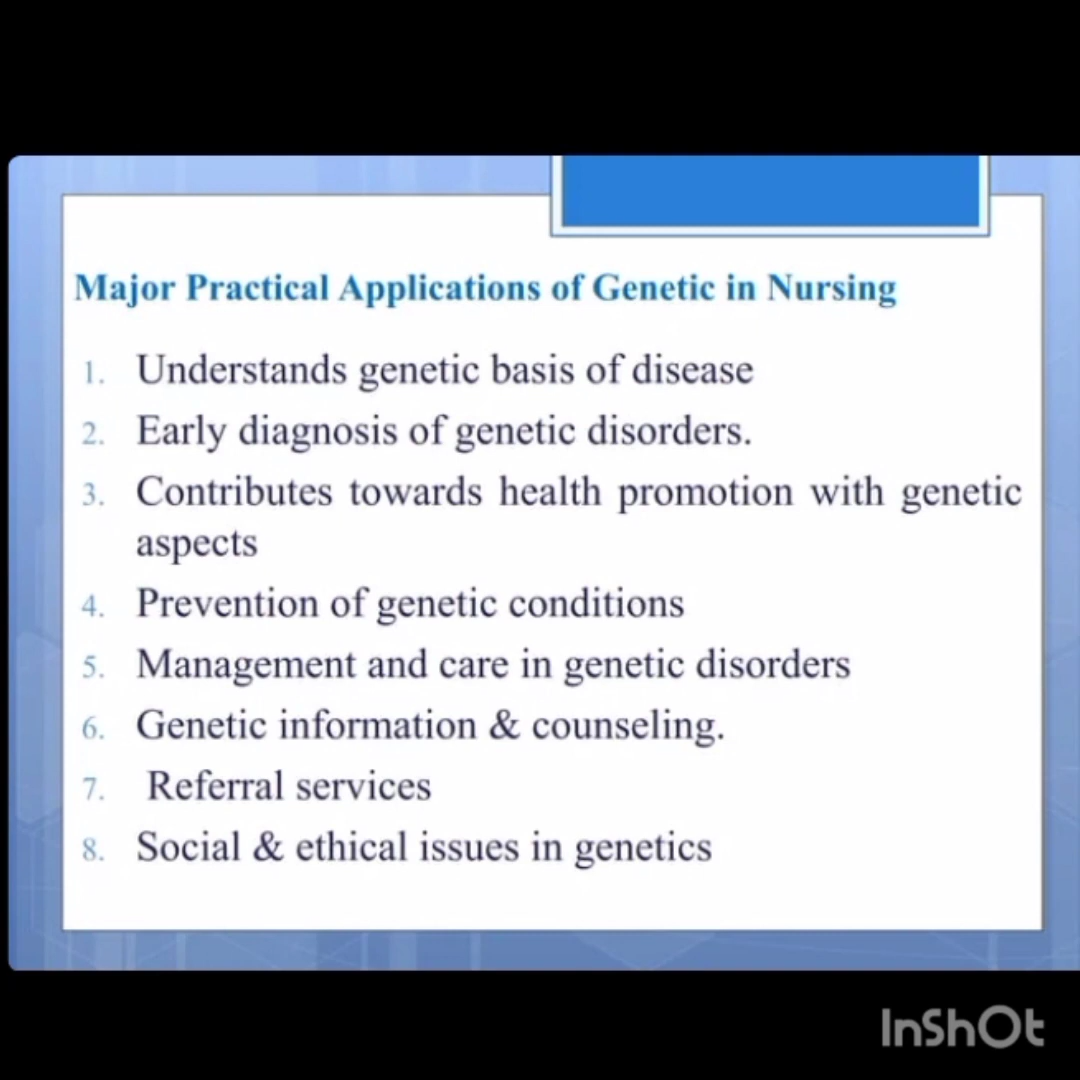 Major Practical Applications of Genetic in Nursing
1. Understands genetic basis of disease
2. Early diagnosis of genetic disorders.
3. Contributes towards health promotion with genetic
aspects
4. Prevention of genetic conditions
5. Management and care in genetic disorders
6. Genetic information & counseling.
7. Referral services
8. Social & ethical issues in genetics
InShOt